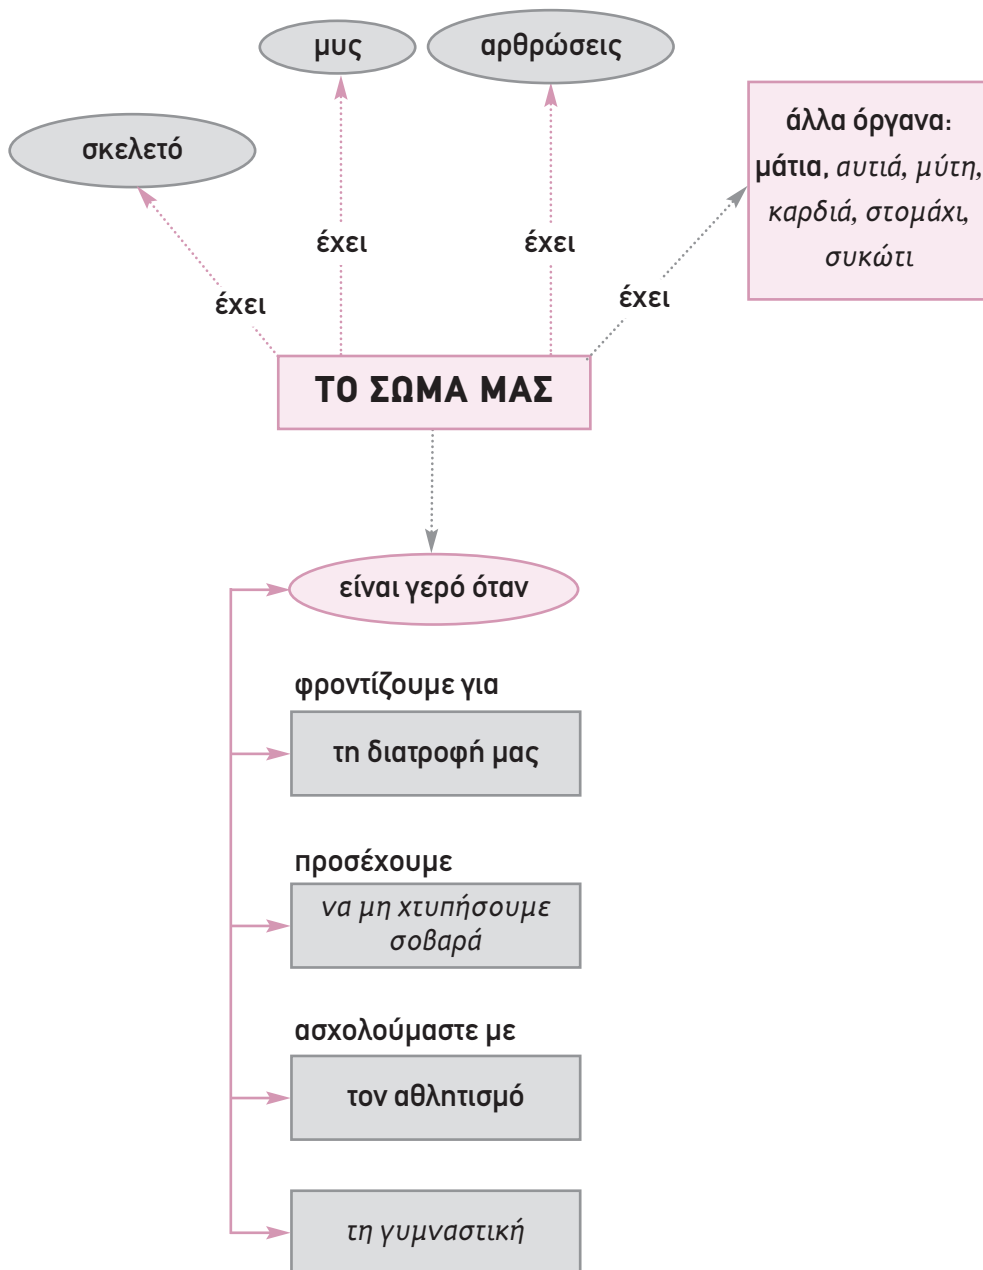 μυς
αρθρώσεις
σκελετό
άλλα όργανα:
μάτια, αυτιά, μύτη,
καρδιά, στομάχι,
συκώτι
έχει
έχει
έχει
έχει
ΤΟ ΣΩΜΑ ΜΑΣ
είναι γερό όταν
φροντίζουμε για
τη διατροφή μας
προσέχουμε
να μη χτυπήσουμε
σοβαρά
ασχολούμαστε με
τον αθλητισμό
τη γυμναστική